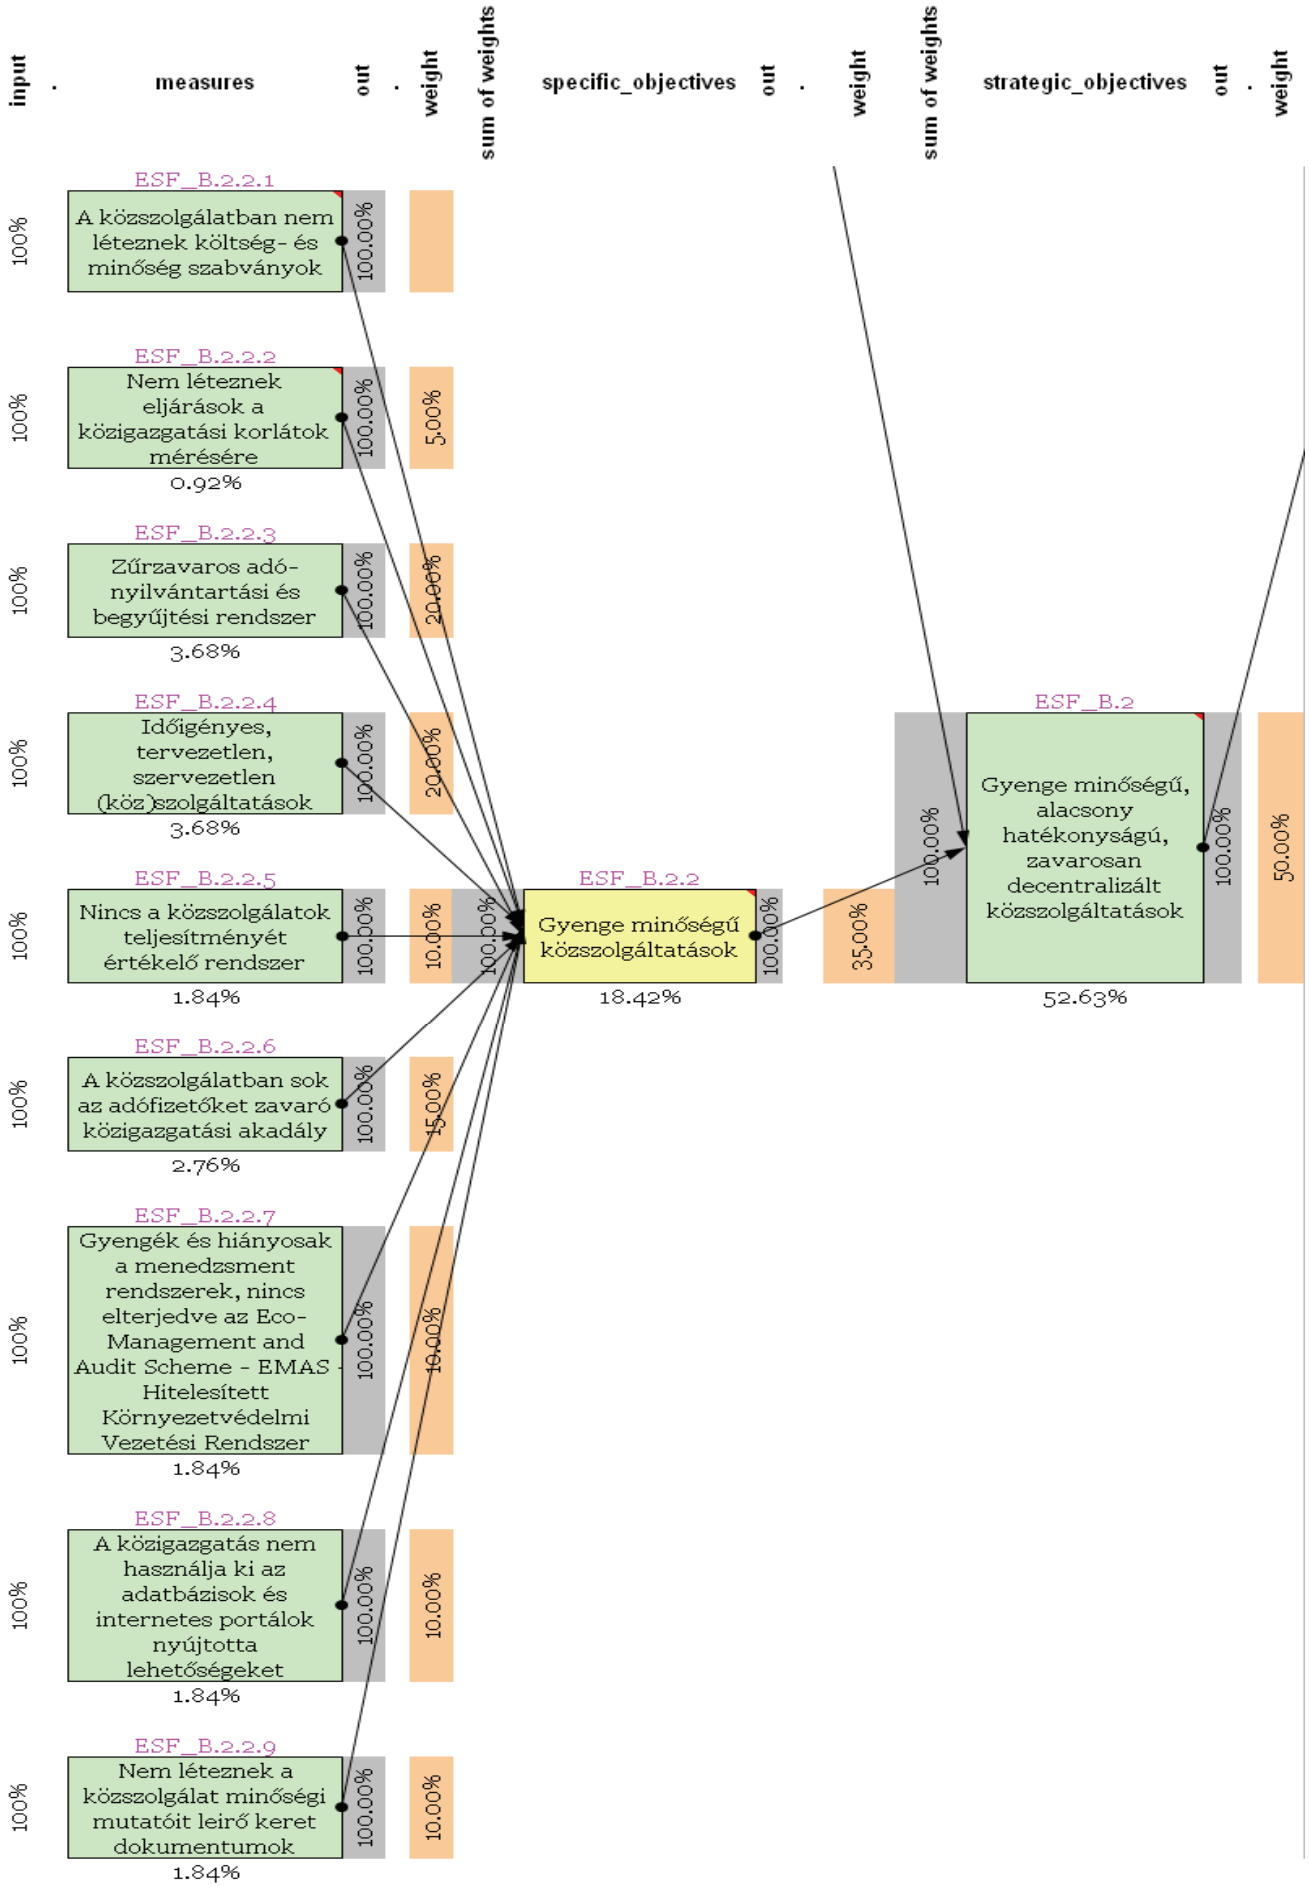 input
.
measures
out
.
weight
sum of weights
specific_objectives
out
.
weight
sum of weights
strategic_objectives
out
.
weight
ESF_B.2.2.1
100%
A közszolgálatban nem
léteznek költség- és
minőség szabványok
100.00%
ESF_B.2.2.2
100%
Nem léteznek
eljárások a
közigazgatási korlátok
mérésére
100.00%
5.00%
0.92%
ESF_B.2.2.3
100%
Zűrzavaros adó-
nyilvántartási és
begyűjtési rendszer
100.00%
20.00%
3.68%
ESF_B.2.2.4
100%
Időigényes,
tervezetlen,
szervezetlen
(köz)szolgáltatások
100.00%
20.00%
3.68%
ESF_B.2.2.5
100%
Nincs a közszolgálatok
teljesítményét
értékelő rendszer
100.00%
10.00%
1.84%
100.00%
ESF_B.2.2
Gyenge minőségű
közszolgáltatások
100.00%
35.00%
18.42%
100.00%
ESF_B.2
Gyenge minőségű,
alacsony
hatékonyságú,
zavarosan
decentralizált
közszolgáltatások
100.00%
50.00%
52.63%
ESF_B.2.2.6
100%
A közszolgálatban sok
az adófizetőket zavaró
közigazgatási akadály
100.00%
15.00%
2.76%
ESF_B.2.2.7
100%
Gyengék és hiányosak
a menedzsment
rendszerek, nincs
elterjedve az Eco-
Management and
Audit Scheme - EMAS -
Hitelesített
Környezetvédelmi
Vezetési Rendszer
100.00%
10.00%
1.84%
ESF_B.2.2.8
100%
A közigazgatás nem
használja ki az
adatbázisok és
internetes portálok
nyújtotta
lehetőségeket
100.00%
10.00%
1.84%
ESF_B.2.2.9
100%
Nem léteznek a
közszolgálat minőségi
mutatóit leirő keret
dokumentumok
100.00%
10.00%
1.84%